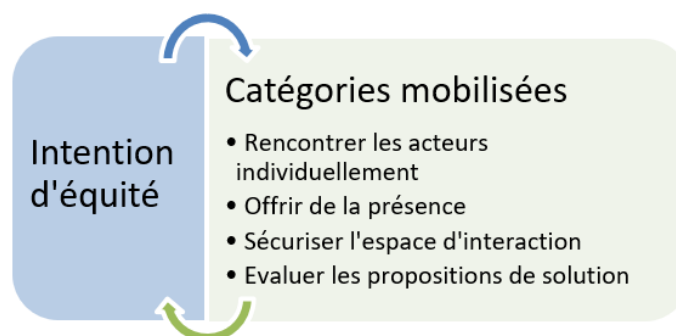 Intention
d'équité
Catégories mobilisées
• Rencontrer les acteurs
individuellement
• Offrir de la présence
• Sécuriser l'espace d'interaction
• Evaluer les propositions de solution